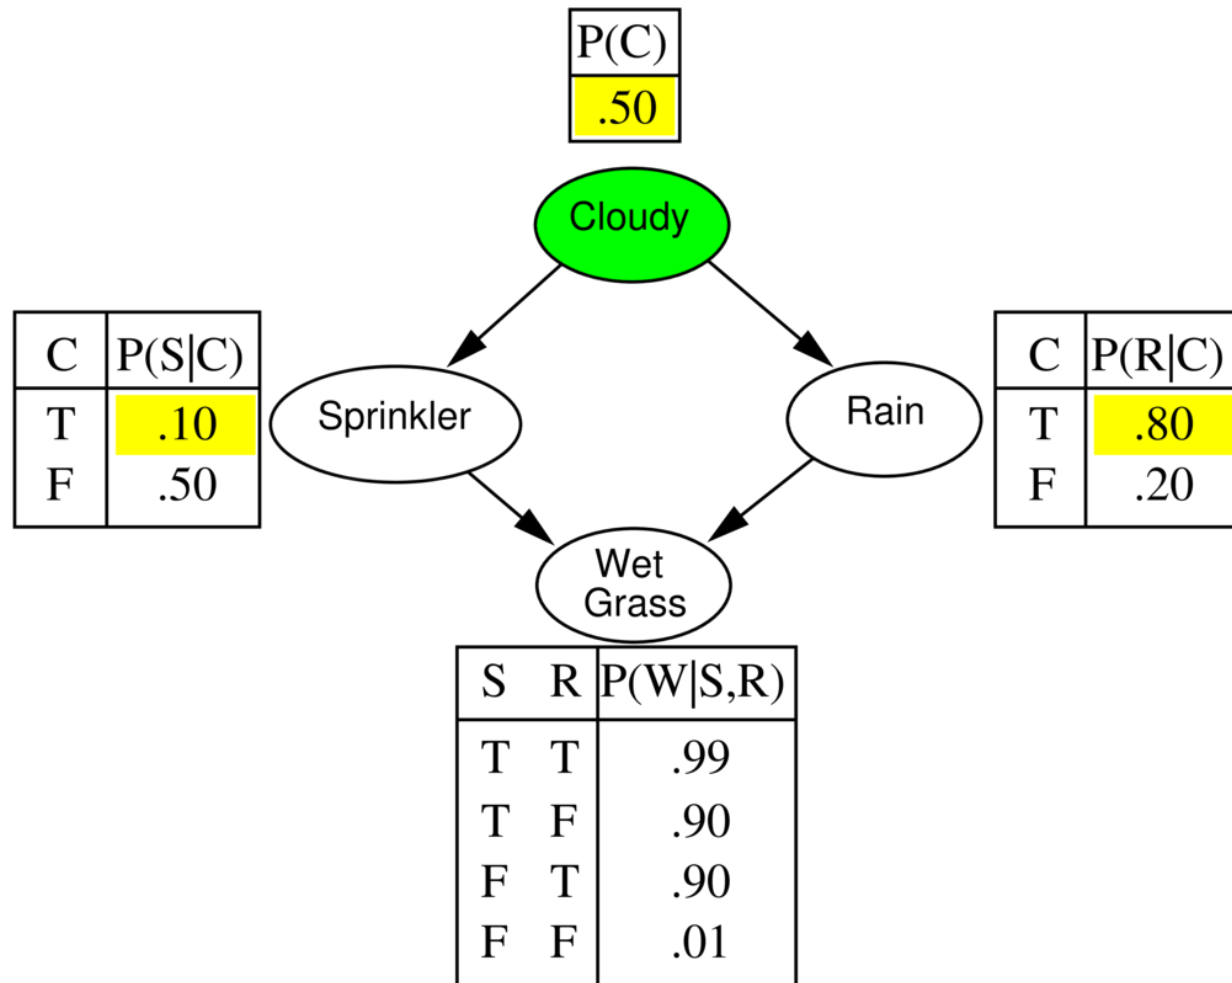 P(C)
.50
Cloudy
C P(S|C)
T .10
F .50
Sprinkler
Rain
C P(R|C)
T .80
F .20
Wet
Grass
S R P(W|S,R)
T T .99
T F .90
F T .90
F F .01